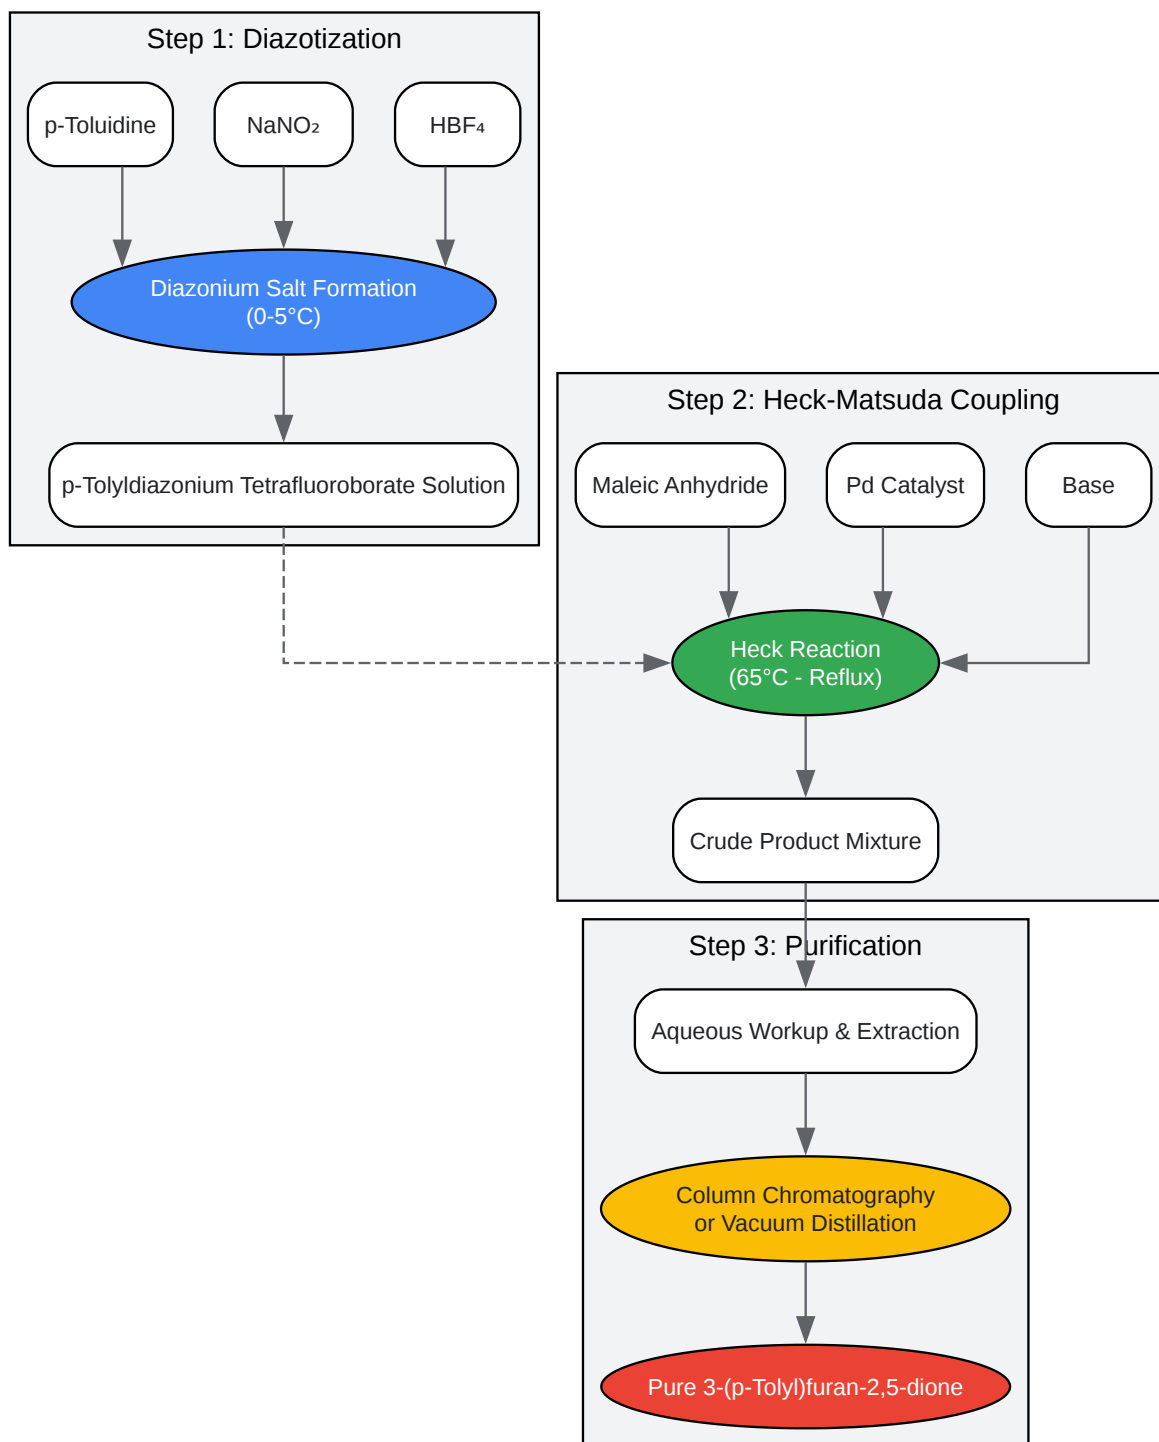 Step 1: Diazotization
p-Toluidine
NaNO₂
HBF₄
Diazonium Salt Formation
(0-5°C)
p-Tolyldiazonium Tetrafluoroborate Solution
Step 2: Heck-Matsuda Coupling
Maleic Anhydride
Pd Catalyst
Base
Heck Reaction
(65°C - Reflux)
Crude Product Mixture
Step 3: Purification
Aqueous Workup & Extraction
Column Chromatography
or Vacuum Distillation
Pure 3-(p-Tolyl)furan-2,5-dione